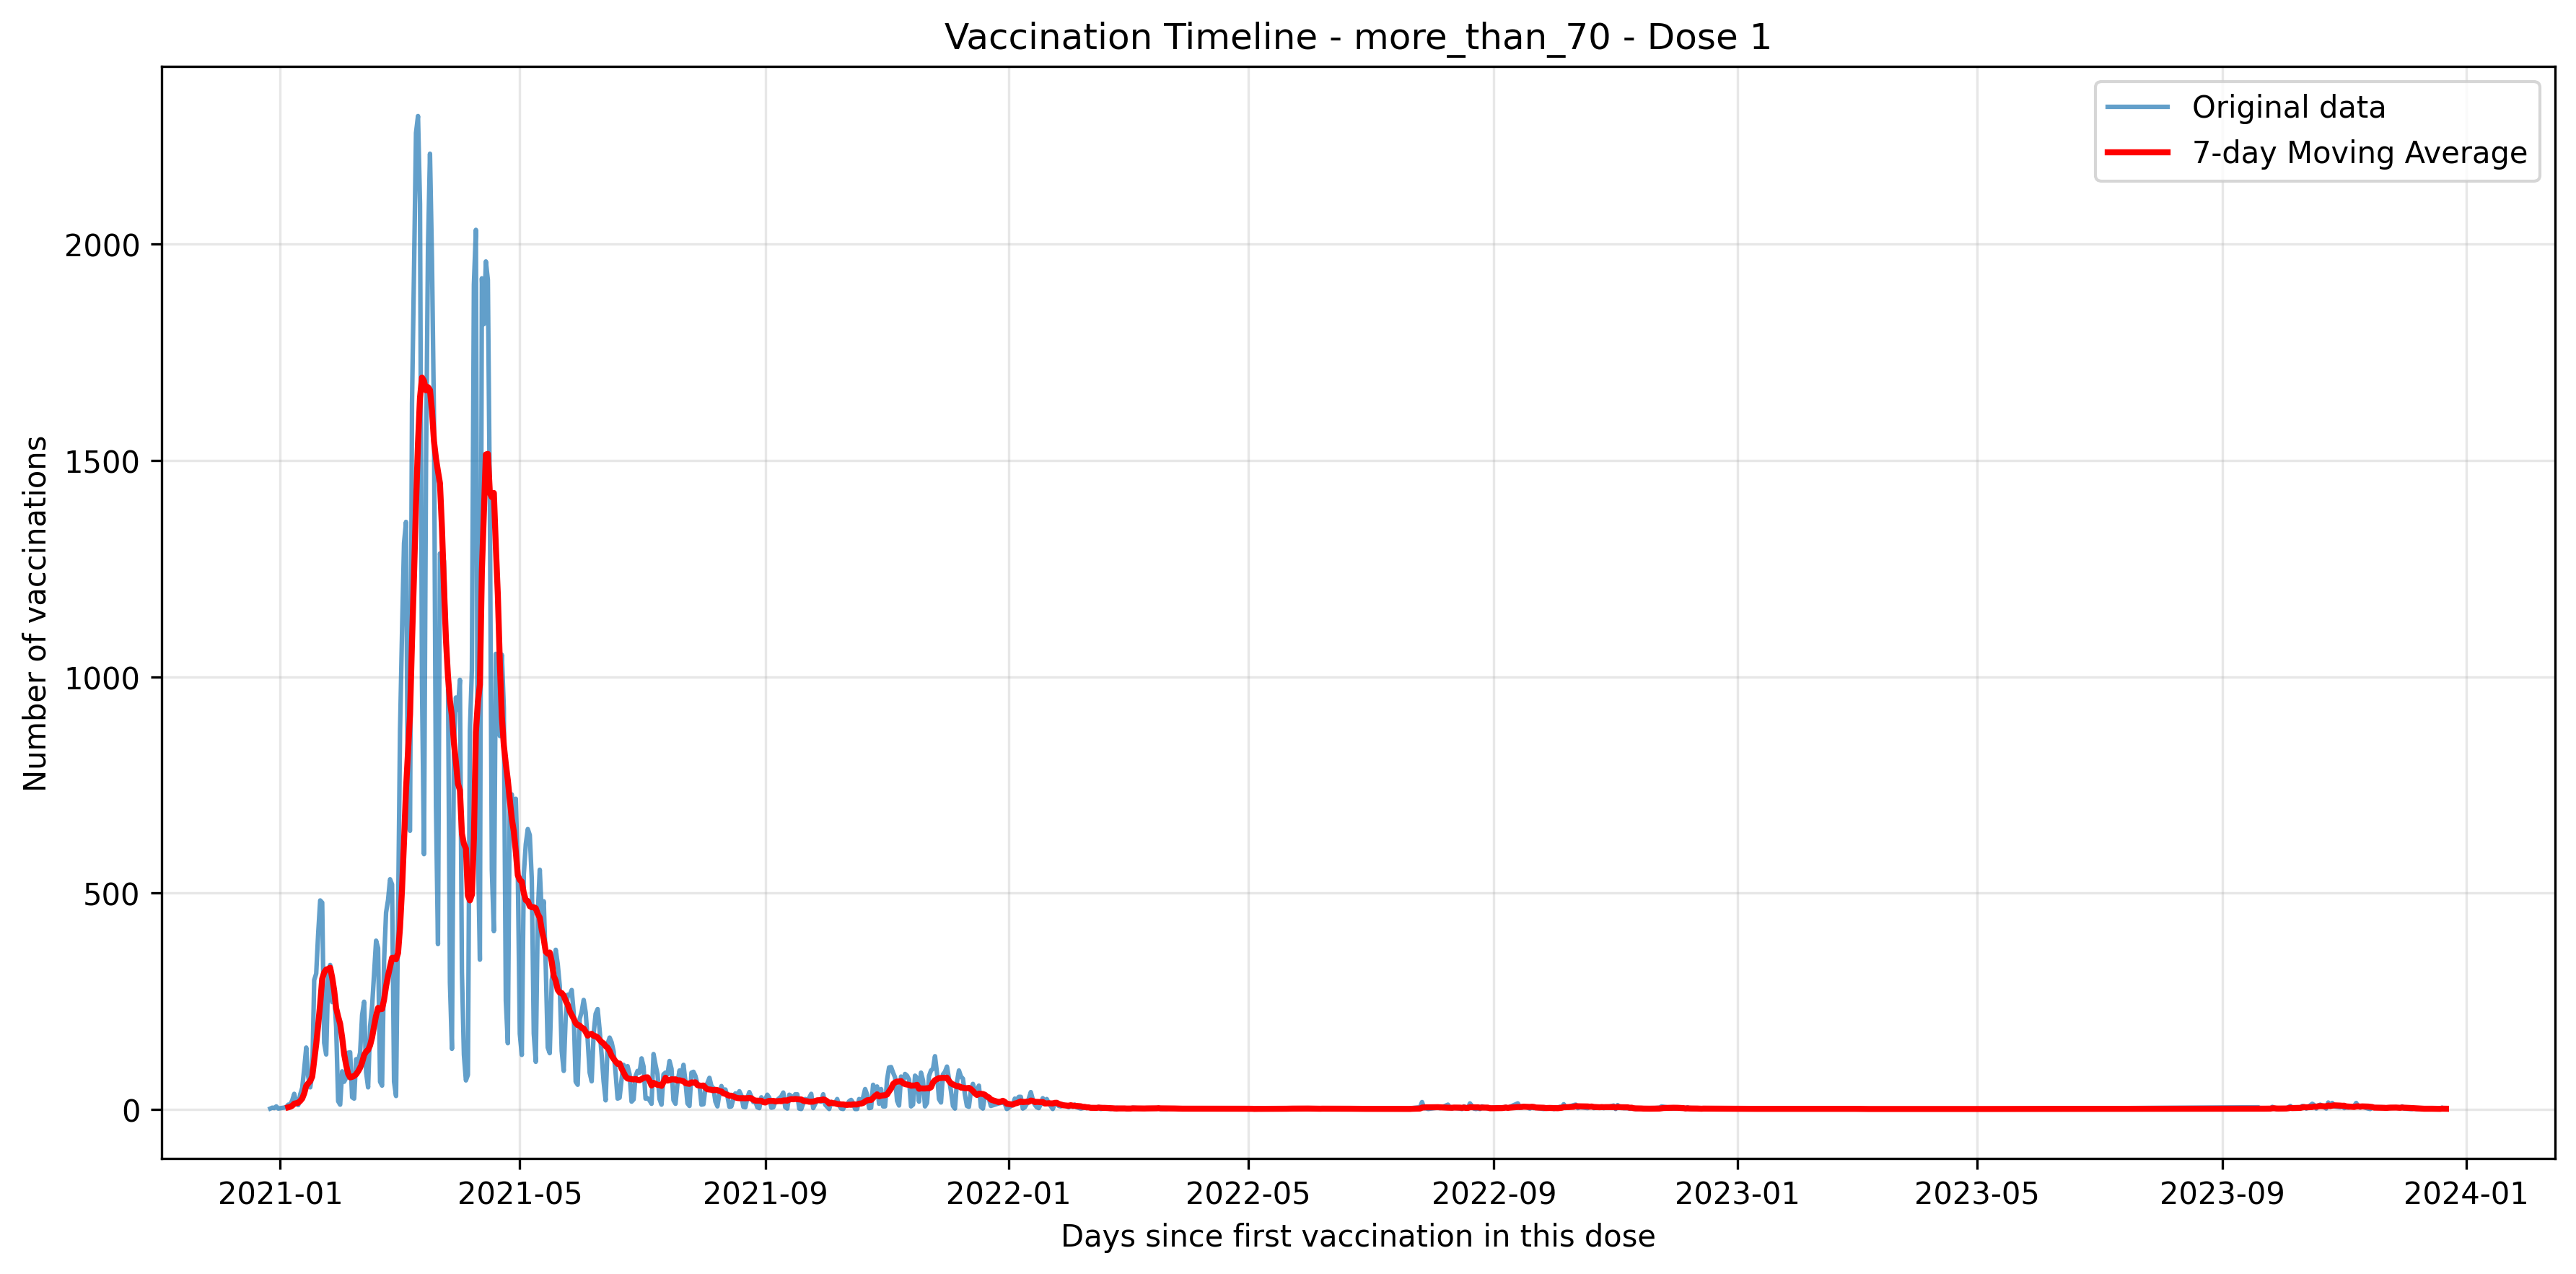 Vaccination Timeline - more_than_70 - Dose 1
Original data
7-day Moving Average
Number of vaccinations
2000
1500
1000
500
0
2021-01 2021-05 2021-09 2022-01 2022-05 2022-09 2023-01 2023-05 2023-09 2024-01
Days since first vaccination in this dose